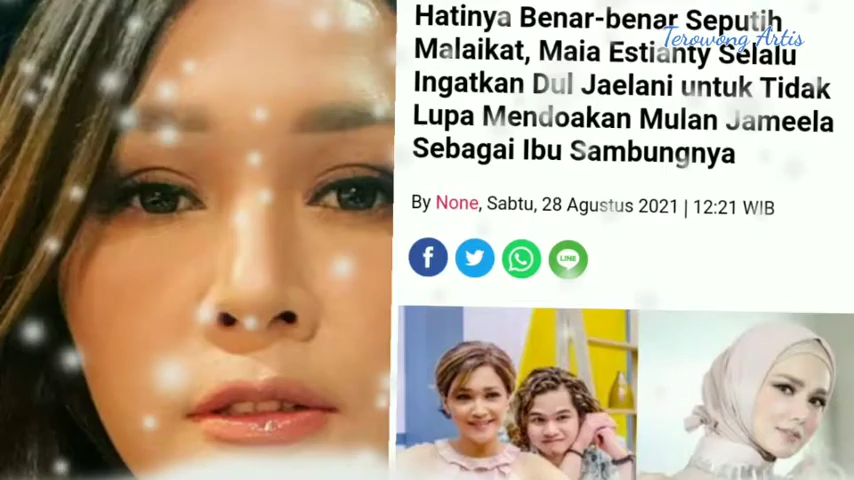 Hatinya Benar-benar Seputih
Terowong Artis
Malaikat, Maia Estianty Selalu
Ingatkan Dul Jaelani untuk Tidak
Lupa Mendoakan Mulan Jameela
Sebagai Ibu Sambungnya
By None, Sabtu, 28 Agustus 2021 | 12:21 WIB
LINE